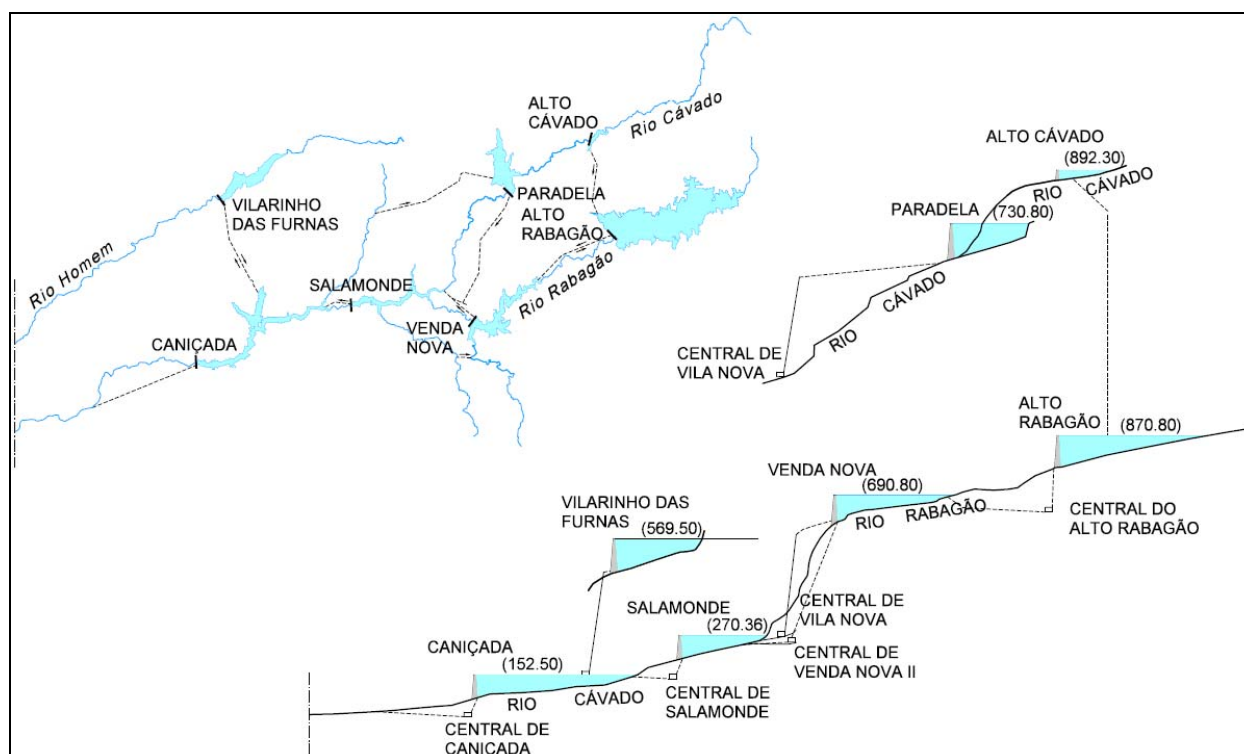 ALTO
CÁVADO
Rio Cávado
VILARINHO
DAS FURNAS
PARADELA
ALTO
RABAGÃO
Rio Homem
SALAMONDE
Rio Rabagão
VENDA
NOVA
CANIÇADA
ALTO CÁVADO
(892.30)
RIO CÁVADO
PARADELA
(730.80)
RIO CÁVADO
CENTRAL DE
VILA NOVA
ALTO
RABAGÃO
(870.80)
VENDA NOVA
(690.80)
RIO RABAGÃO
CENTRAL DO
ALTO RABAGÃO
VILARINHO DAS
FURNAS
(569.50)
SALAMONDE
(270.36)
CENTRAL DE
VILA NOVA
CENTRAL DE
VENDA NOVA II
CANIÇADA
(152.50)
RIO CÁVADO
CENTRAL DE
SALAMONDE
CENTRAL DE
CANIÇADA